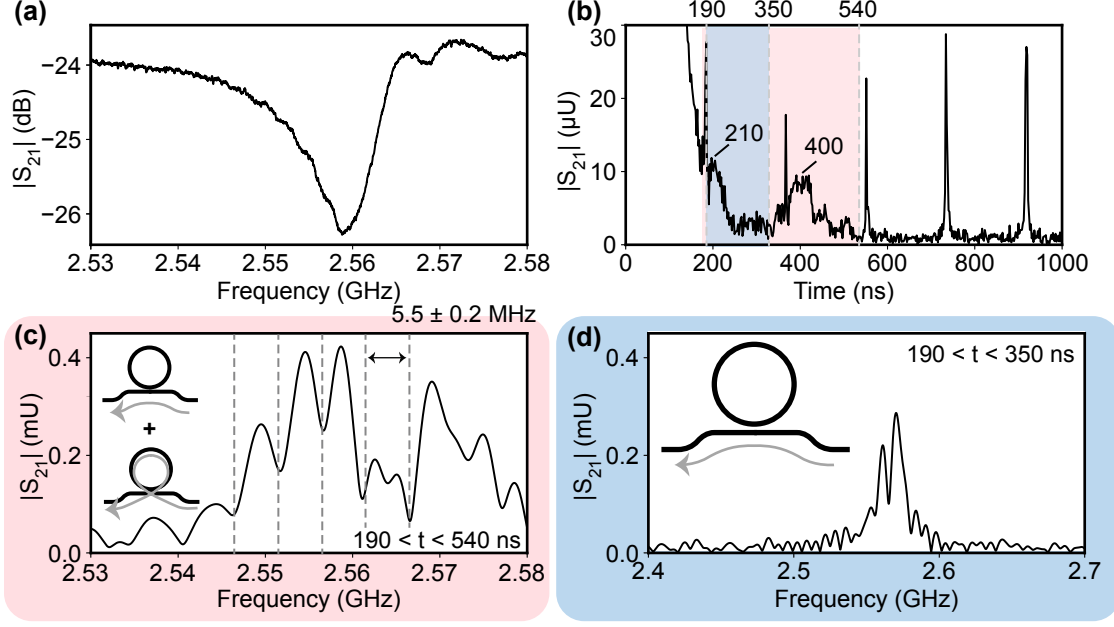 (a)
−24
−25
−26
|S21| (dB)
2.53 2.54 2.55 2.56 2.57 2.58
Frequency (GHz)
(b)
190 350 540
30
20
10
0
|S21| (µU)
210
400
0 200 400 600 800 1000
Time (ns)
(c)
5.5 ± 0.2 MHz
0.4
0.2
0.0
|S21| (mU)
+
190 < t < 540 ns
2.53 2.54 2.55 2.56 2.57 2.58
Frequency (GHz)
(d)
190 < t < 350 ns
0.4
0.2
0.0
|S21| (mU)
2.4 2.5 2.6 2.7
Frequency (GHz)